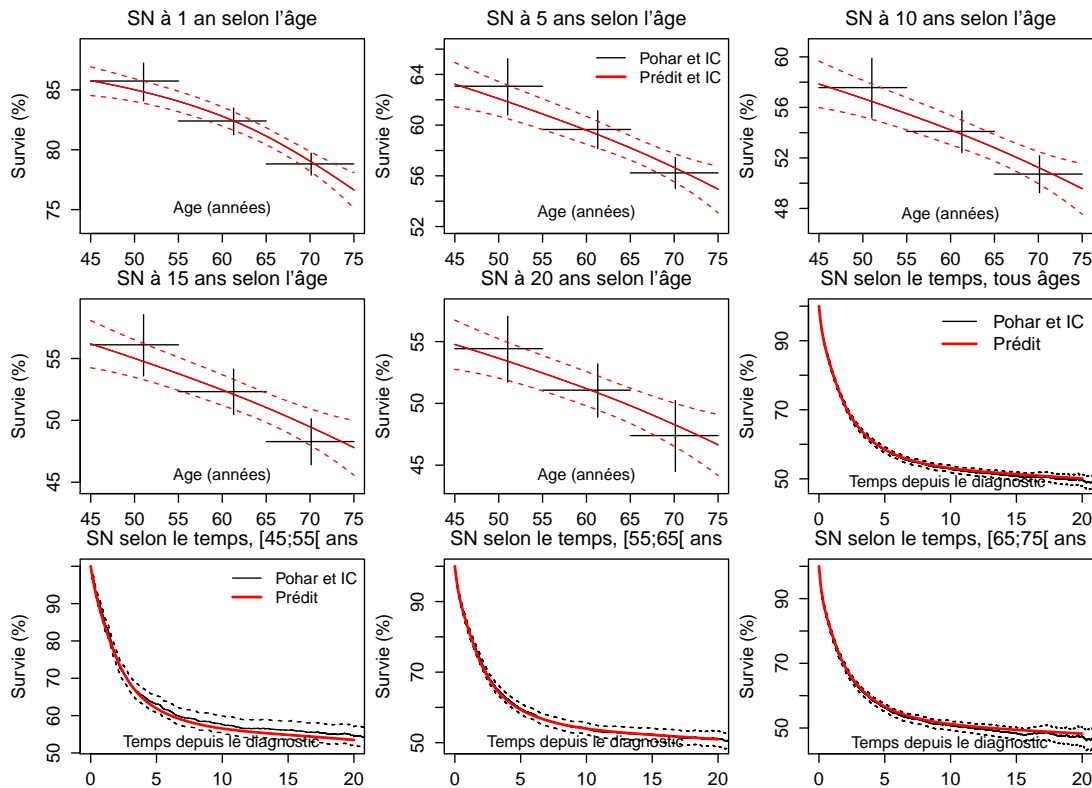 SN à 1 an selon l'âge
Survie (%)
85
80
75
Age (années)
45 50 55 60 65 70 75
SN à 5 ans selon l'âge
Survie (%)
64
60
56
52
Pohar et IC
Prédit et IC
Age (années)
45 50 55 60 65 70 75
SN à 10 ans selon l'âge
Survie (%)
60
56
52
48
Age (années)
45 50 55 60 65 70 75
SN à 15 ans selon l'âge
Survie (%)
55
50
45
Age (années)
45 50 55 60 65 70 75
SN à 20 ans selon l'âge
Survie (%)
55
50
45
Age (années)
45 50 55 60 65 70 75
SN selon le temps, tous âges
Survie (%)
90
70
50
Pohar et IC
Prédit
Temps depuis le diagnostic
0 5 10 15 20
SN selon le temps, [45;55[ ans
Survie (%)
90
80
70
60
50
Pohar et IC
Prédit
Temps depuis le diagnostic
0 5 10 15 20
SN selon le temps, [55;65[ ans
Survie (%)
90
70
50
Temps depuis le diagnostic
0 5 10 15 20
SN selon le temps, [65;75[ ans
Survie (%)
90
70
50
Temps depuis le diagnostic
0 5 10 15 20